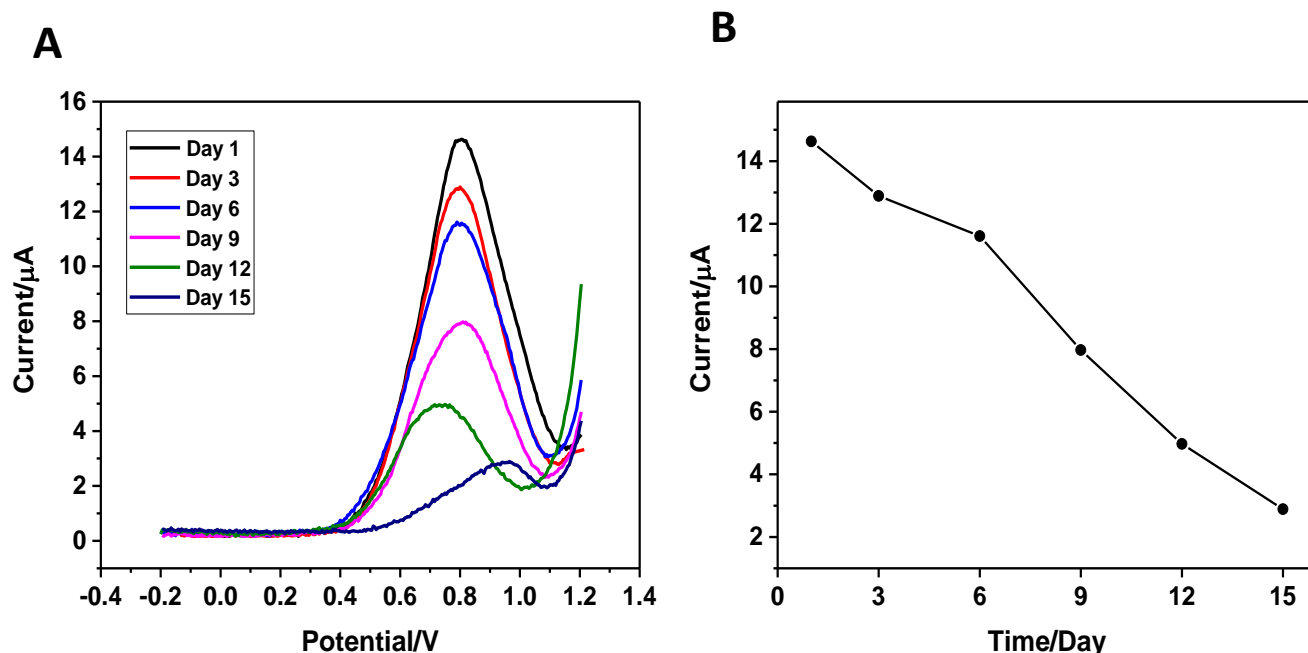 A
Current/µA
16
14
12
10
8
6
4
2
0
Day 1
Day 3
Day 6
Day 9
Day 12
Day 15
-0.4 -0.2 0.0 0.2 0.4 0.6 0.8 1.0 1.2 1.4
Potential/V
B
Current/µA
14
12
10
8
6
4
2
0 3 6 9 12 15
Time/Day